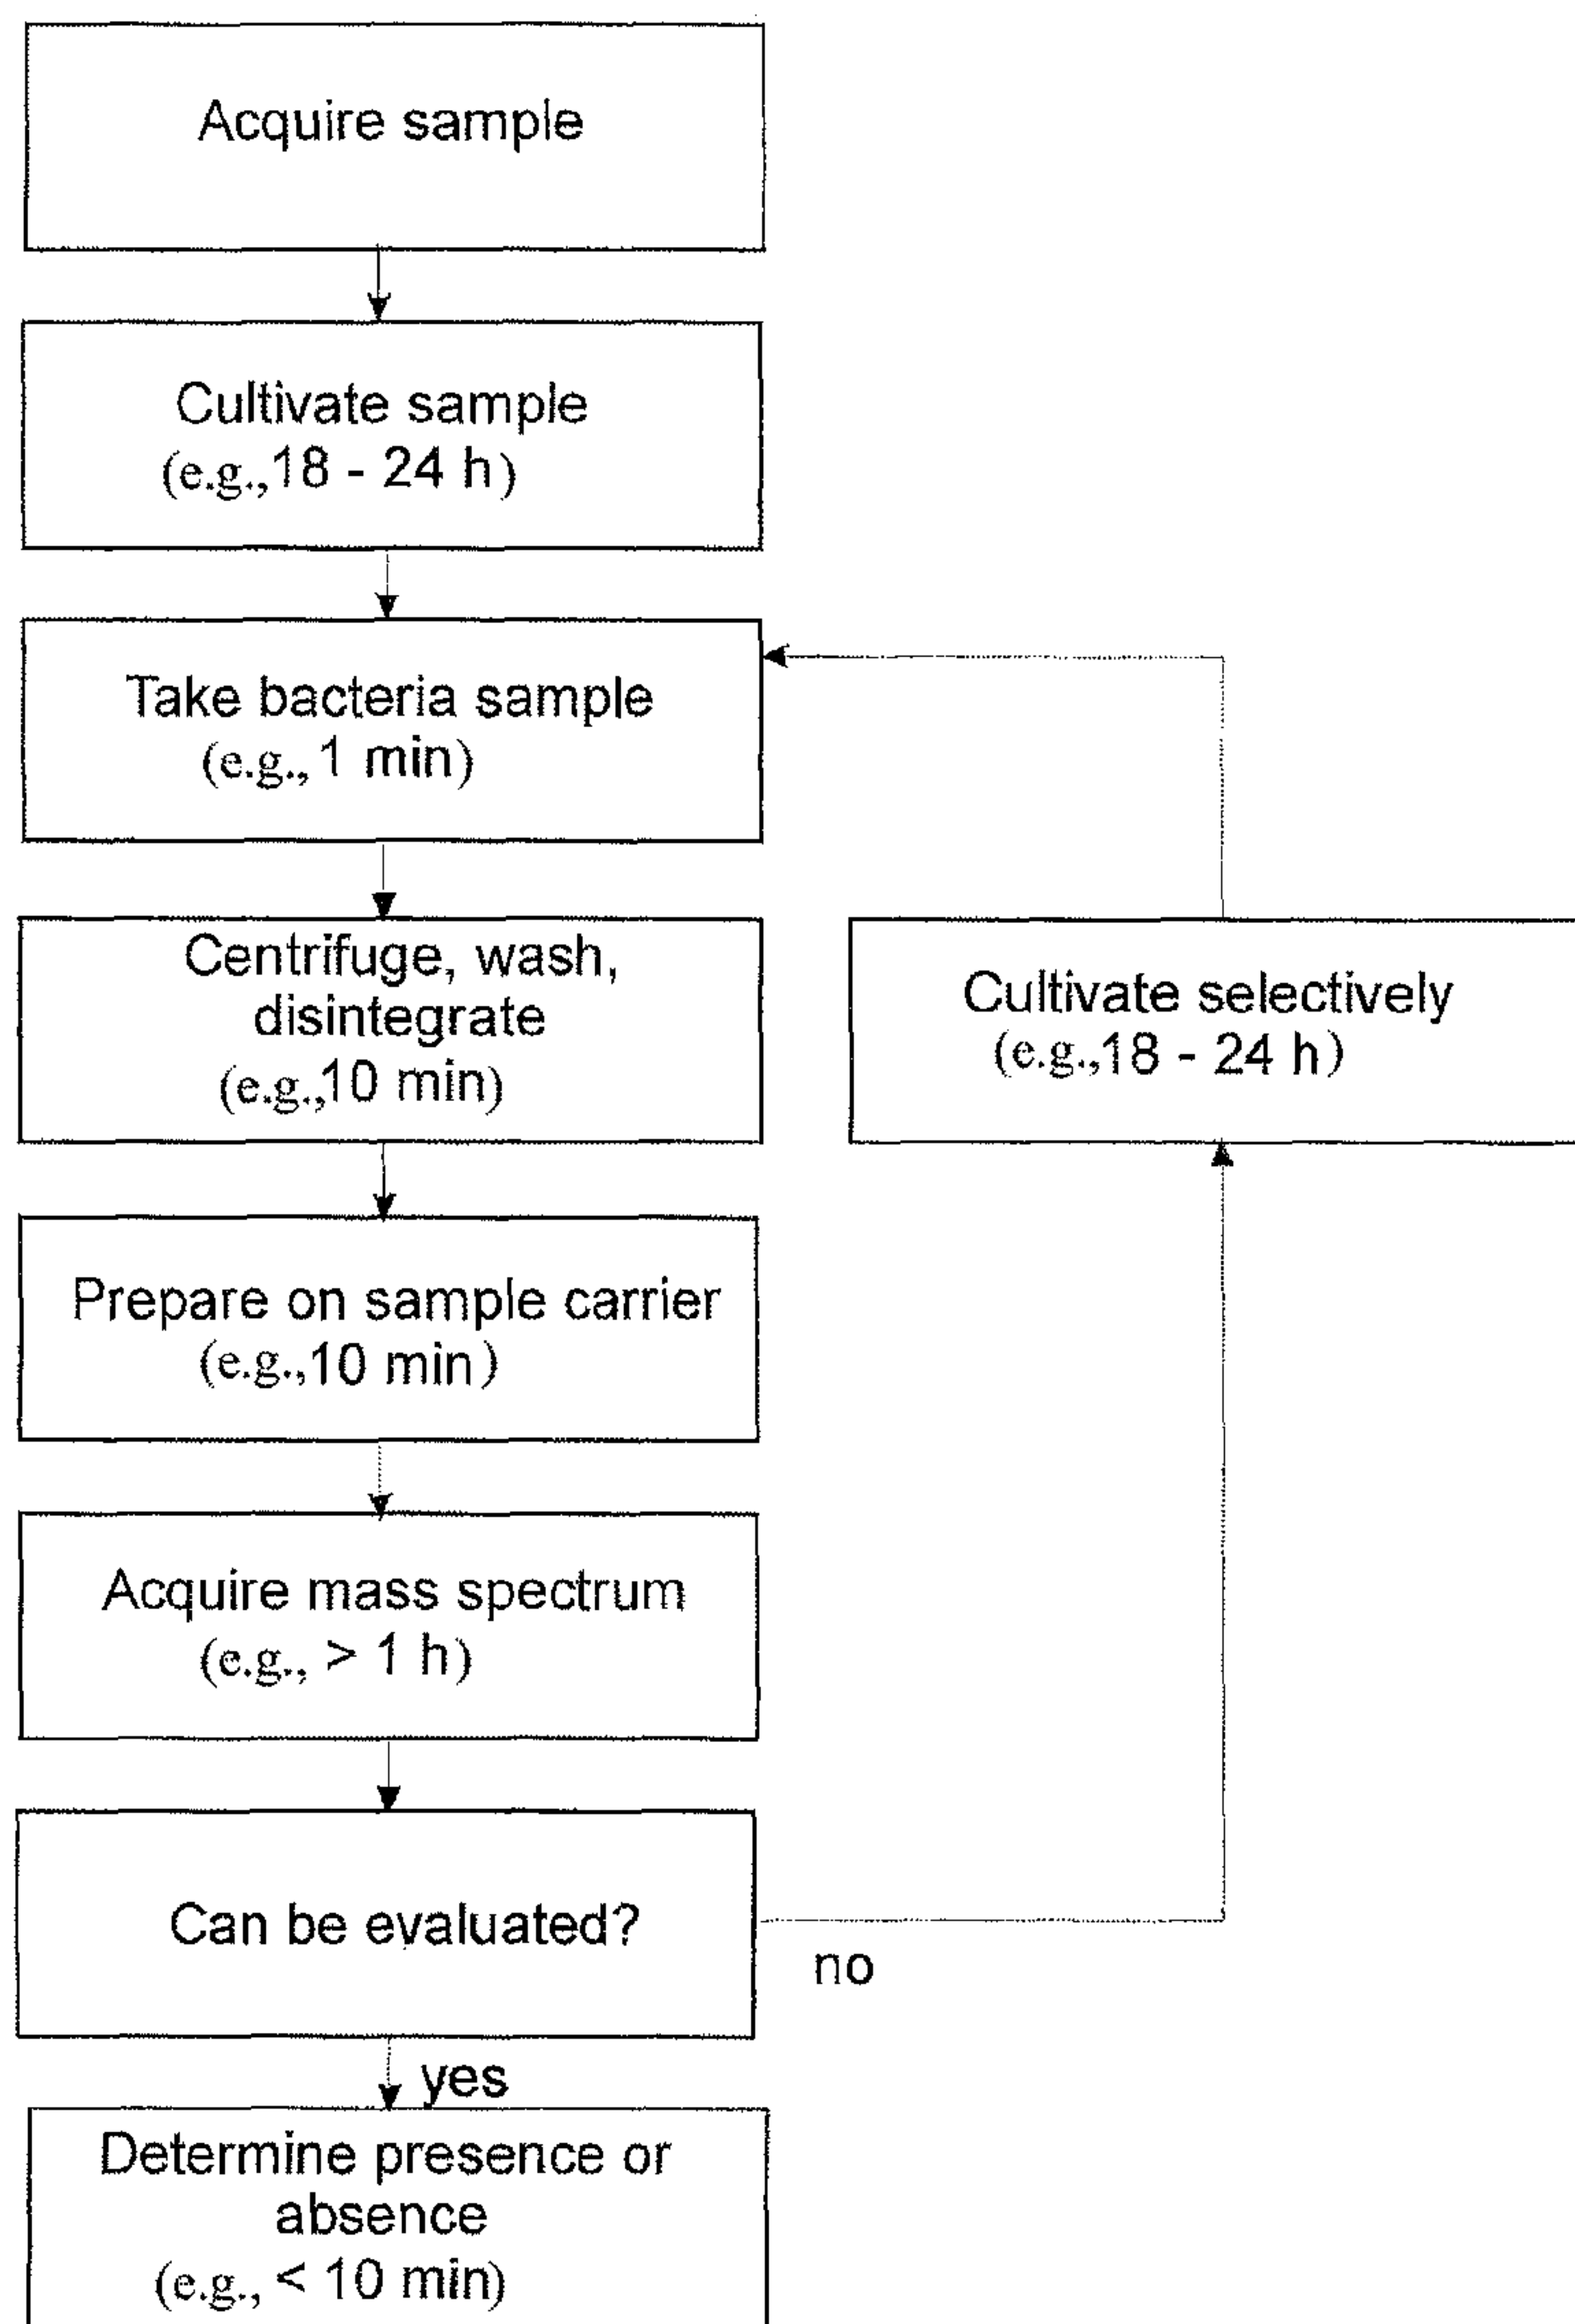 Acquire sample
Cultivate sample
(e.g., 18 - 24 h)
Take bacteria sample
(e.g., 1 min)
Centrifuge, wash,
disintegrate
(e.g., 10 min)
Cultivate selectively
(e.g., 18 - 24 h)
Prepare on sample carrier
(e.g., 10 min)
Acquire mass spectrum
(e.g., > 1 h)
Can be evaluated?
no
yes
Determine presence or
absence
(e.g., < 10 min)